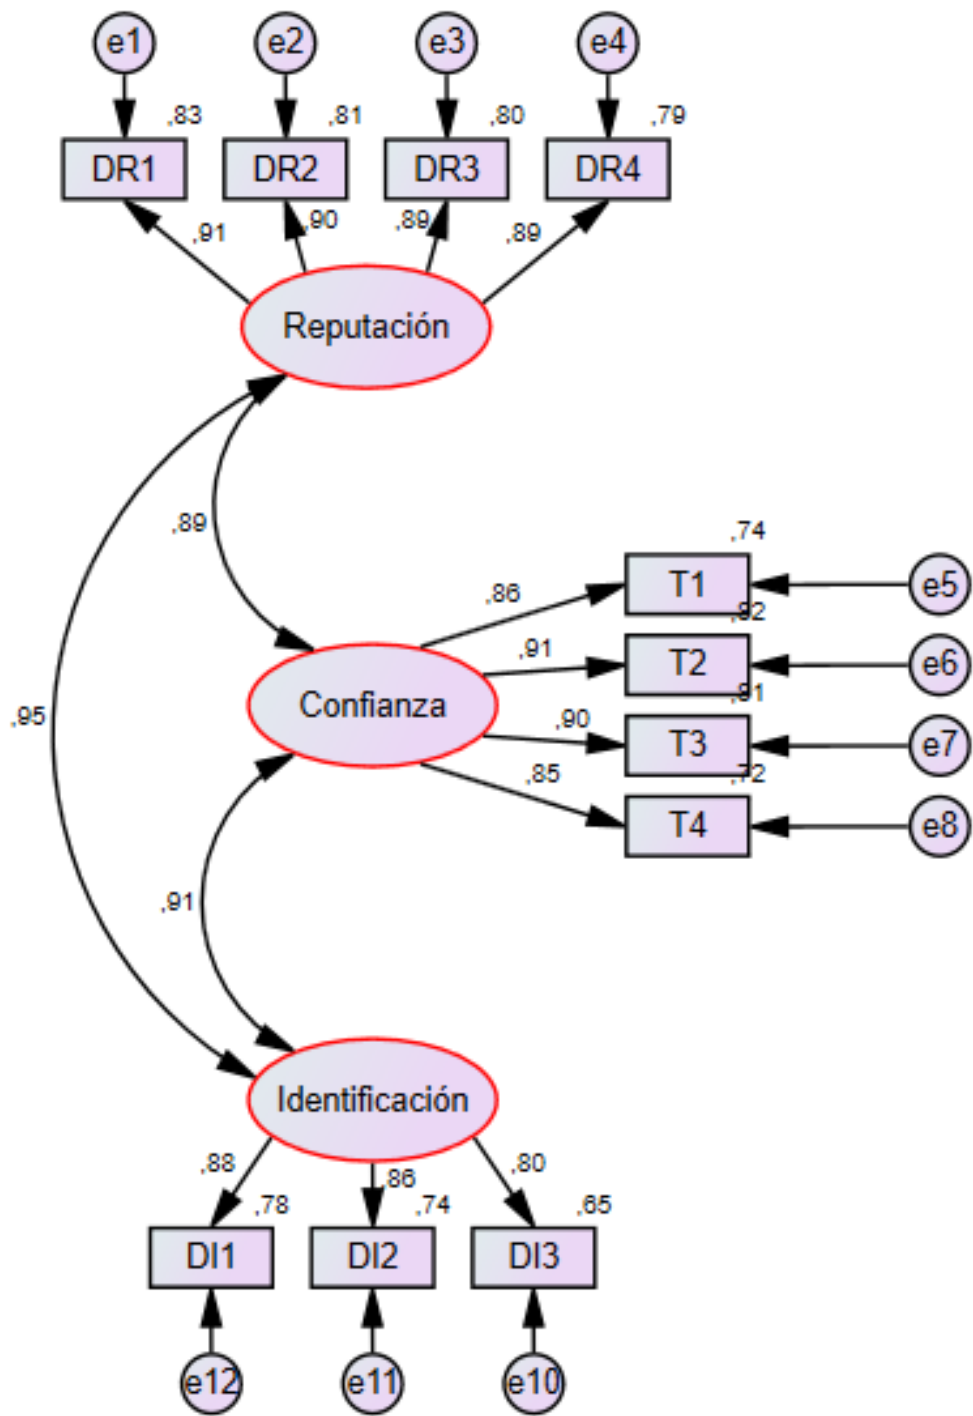 e1 e2 e3 e4
,83 ,81 ,80 ,79
DR1 DR2 DR3 DR4
,91 ,90 ,89 ,89
Reputación
,89
,74
,86 T1 e5
,82
,91 T2 e6
Confianza
,95
,90 T3 e7
,85 ,72
T4 e8
,91
Identificación
,88 ,86 ,80
,78 ,74 ,65
DI1 DI2 DI3
e12 e11 e10